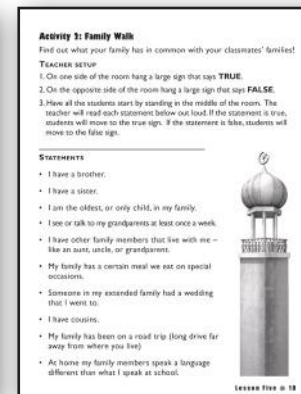 Activity 2: Family Walk
Find out what your family has in common with your classmates' families!
TEACHER SETUP
1. On one side of the room hang a large sign that says TRUE.
2. On the opposite side of the room hang a large sign that says FALSE.
3. Have all the students start by standing in the middle of the room. The
teacher will read each statement below out loud. If the statement is true,
students will move to the true sign. If the statement is false, students will
move to the false sign.
STATEMENTS
• I have a brother.
• I have a sister.
• I am the oldest, or only child, in my family.
• I see or talk to my grandparents at least once a week.
• I have other family members that live with me –
like an aunt, uncle, or grandparent.
• My family has a certain meal we eat on special
occasions.
• Someone in my extended family had a wedding
that I went to.
• I have cousins.
• My family has been on a road trip (long drive far
away from where you live)
• At home my family members speak a language
different than what I speak at school.
Lesson Five